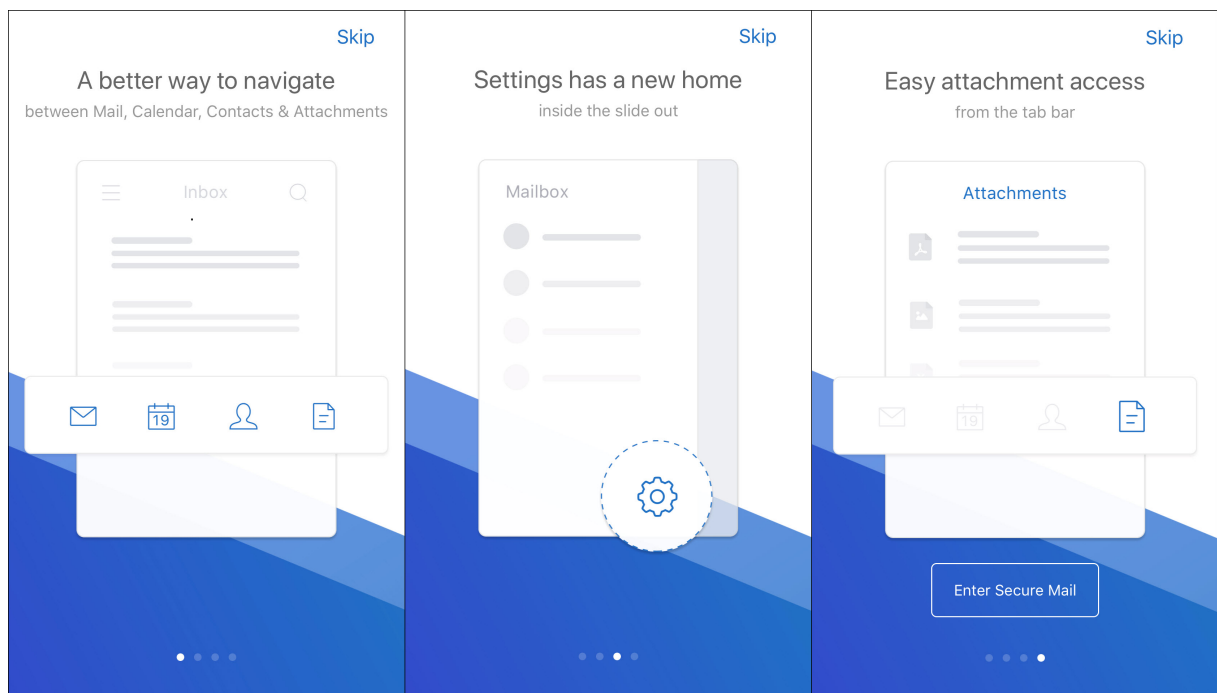 Skip
A better way to navigate
between Mail, Calendar, Contacts & Attachments
Inbox
19
Skip
Settings has a new home
inside the slide out
Mailbox
Skip
Easy attachment access
from the tab bar
Attachments
19
Enter Secure Mail